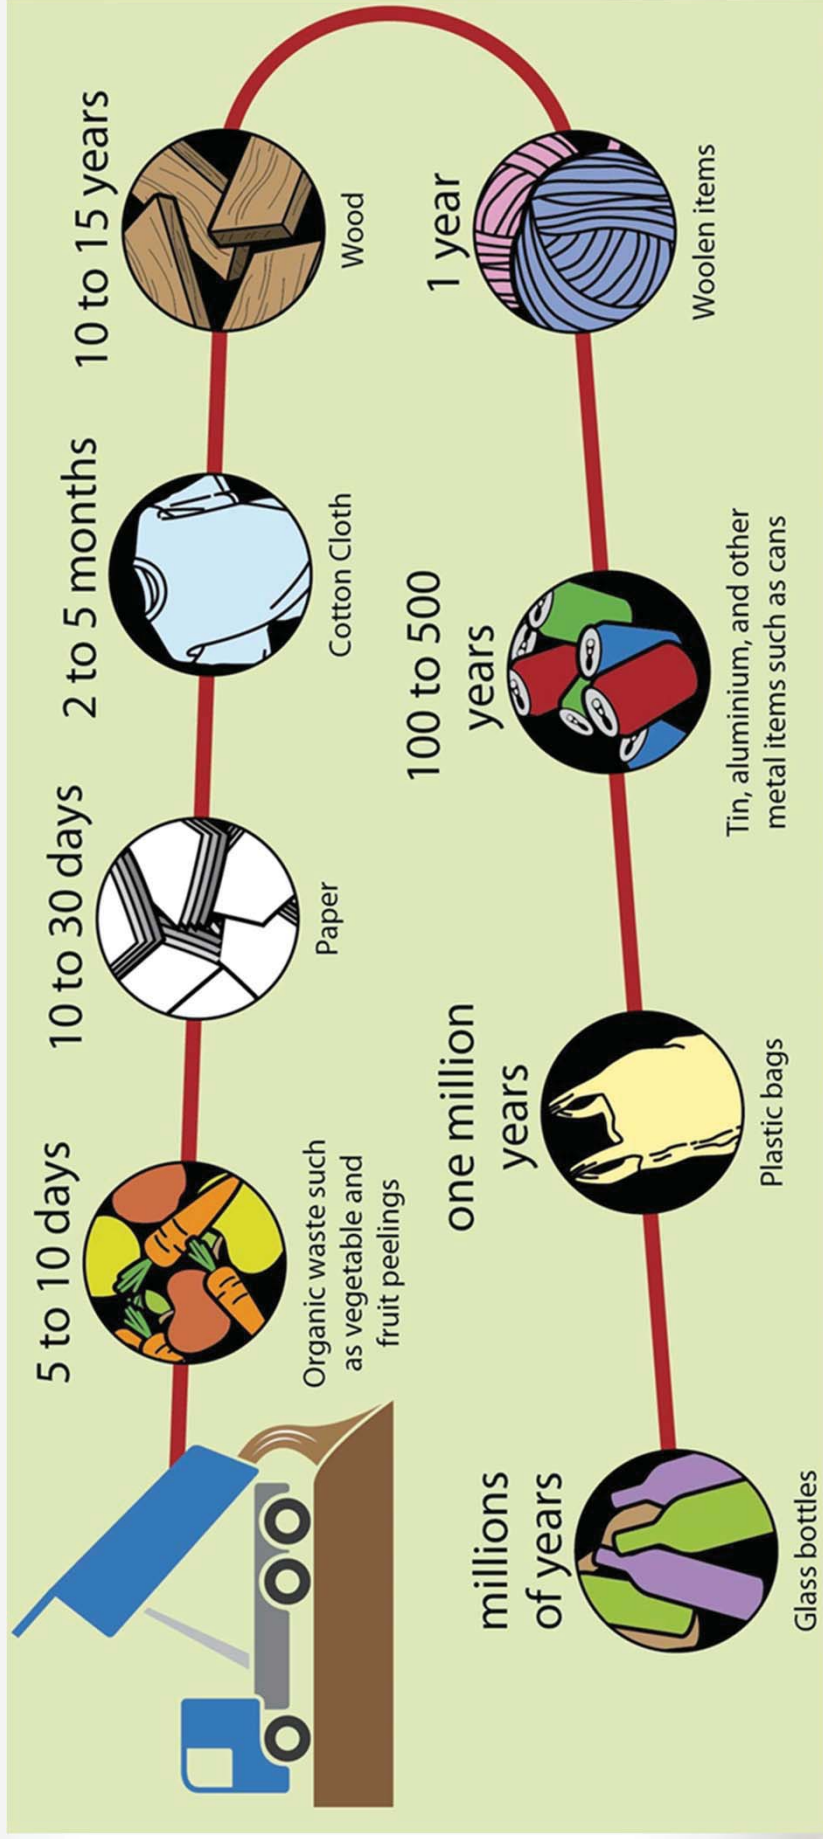 5 to 10 days
Organic waste such
as vegetable and
fruit peelings
10 to 30 days
Paper
2 to 5 months
Cotton Cloth
10 to 15 years
Wood
1 year
Woolen items
100 to 500
years
Tin, aluminium, and other
metal items such as cans
one million
years
Plastic bags
millions
of years
Glass bottles